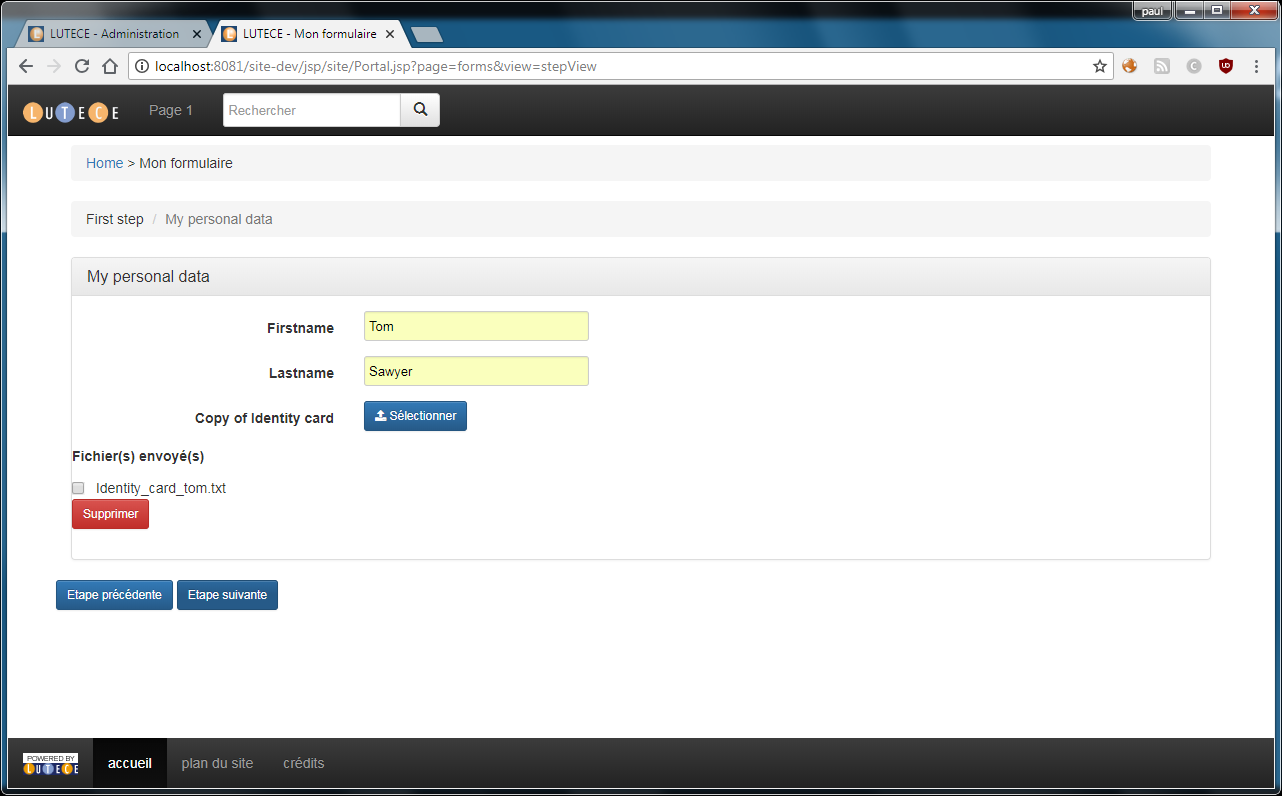 paul
LUTECE - Administration
LUTECE - Mon formulaire
localhost:8081/site-dev/jsp/site/Portal.jsp?page=forms&view=stepView
LUTECE Page 1 Rechercher
Home > Mon formulaire
First step / My personal data
My personal data
Firstname Tom
Lastname Sawyer
Copy of Identity card Sélectionner
Fichier(s) envoyé(s)
Identity_card_tom.txt
Supprimer
Etape précédente Etape suivante
POWERED BY
LUTECE
accueil plan du site crédits